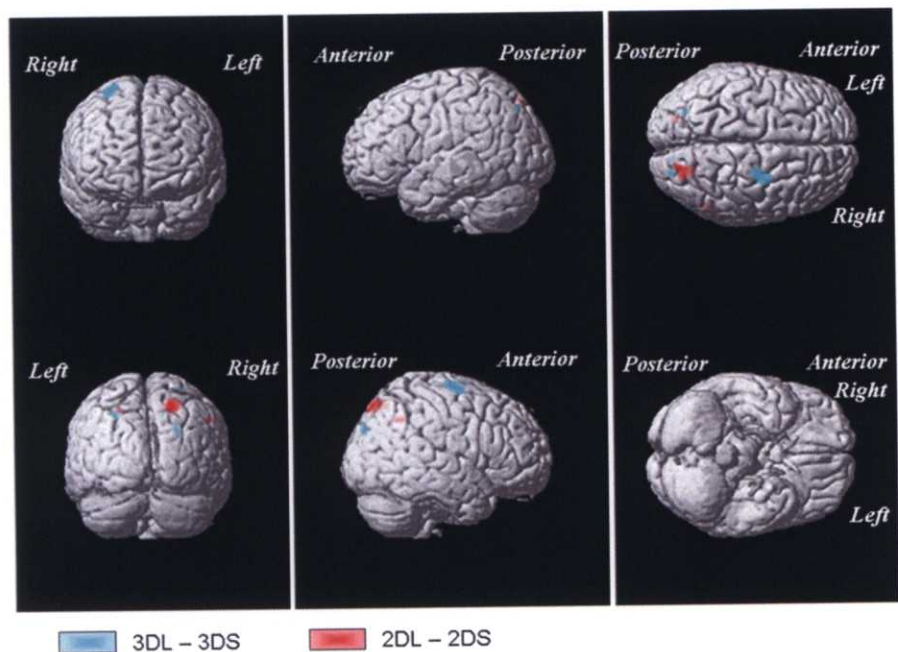 Right Left
Anterior Posterior
Posterior Anterior
Left
Right
Left Right
Posterior Anterior
Posterior Anterior
Right
Left
3DL – 3DS 2DL – 2DS